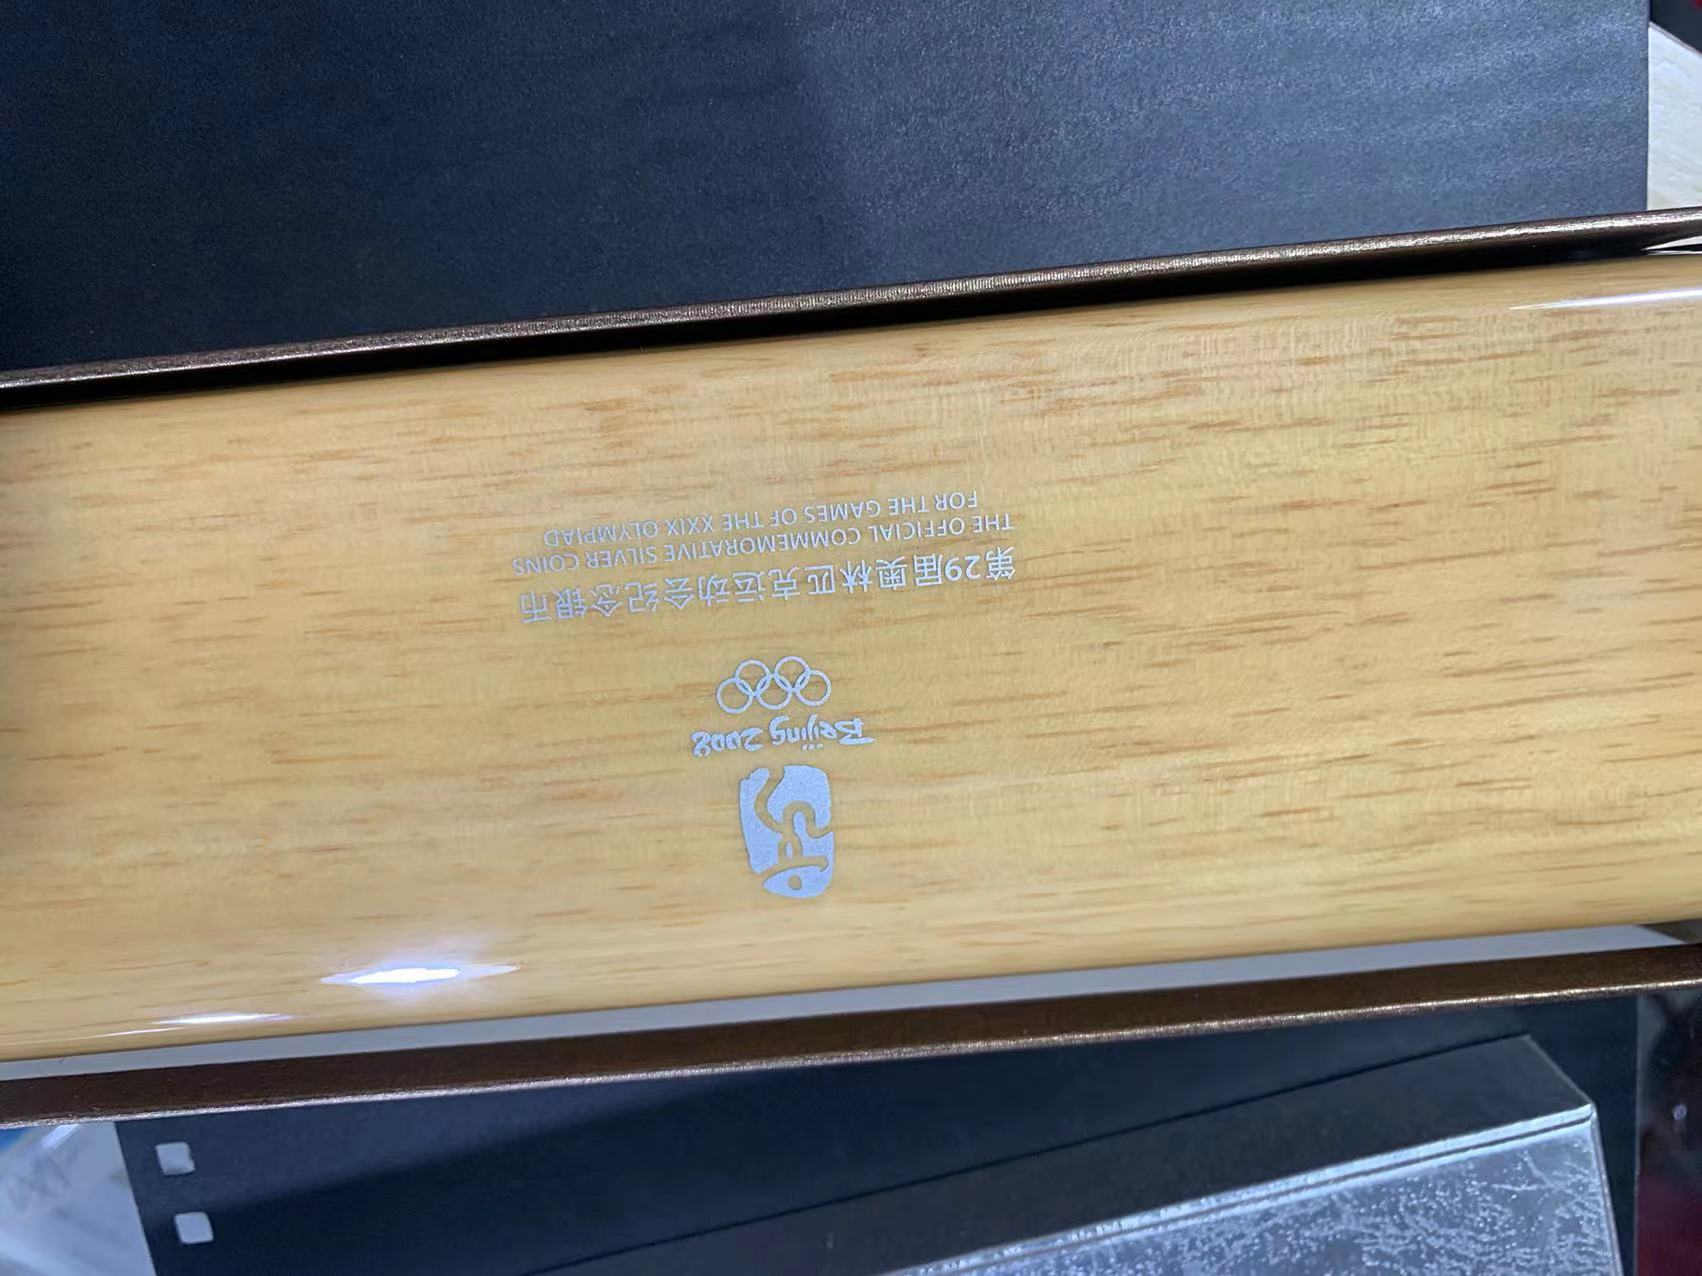 Beijing 2008
第29届奥林匹克运动会纪念银币
THE OFFICIAL COMMEMORATIVE SILVER COINS
FOR THE GAMES OF THE XXIX OLYMPIAD